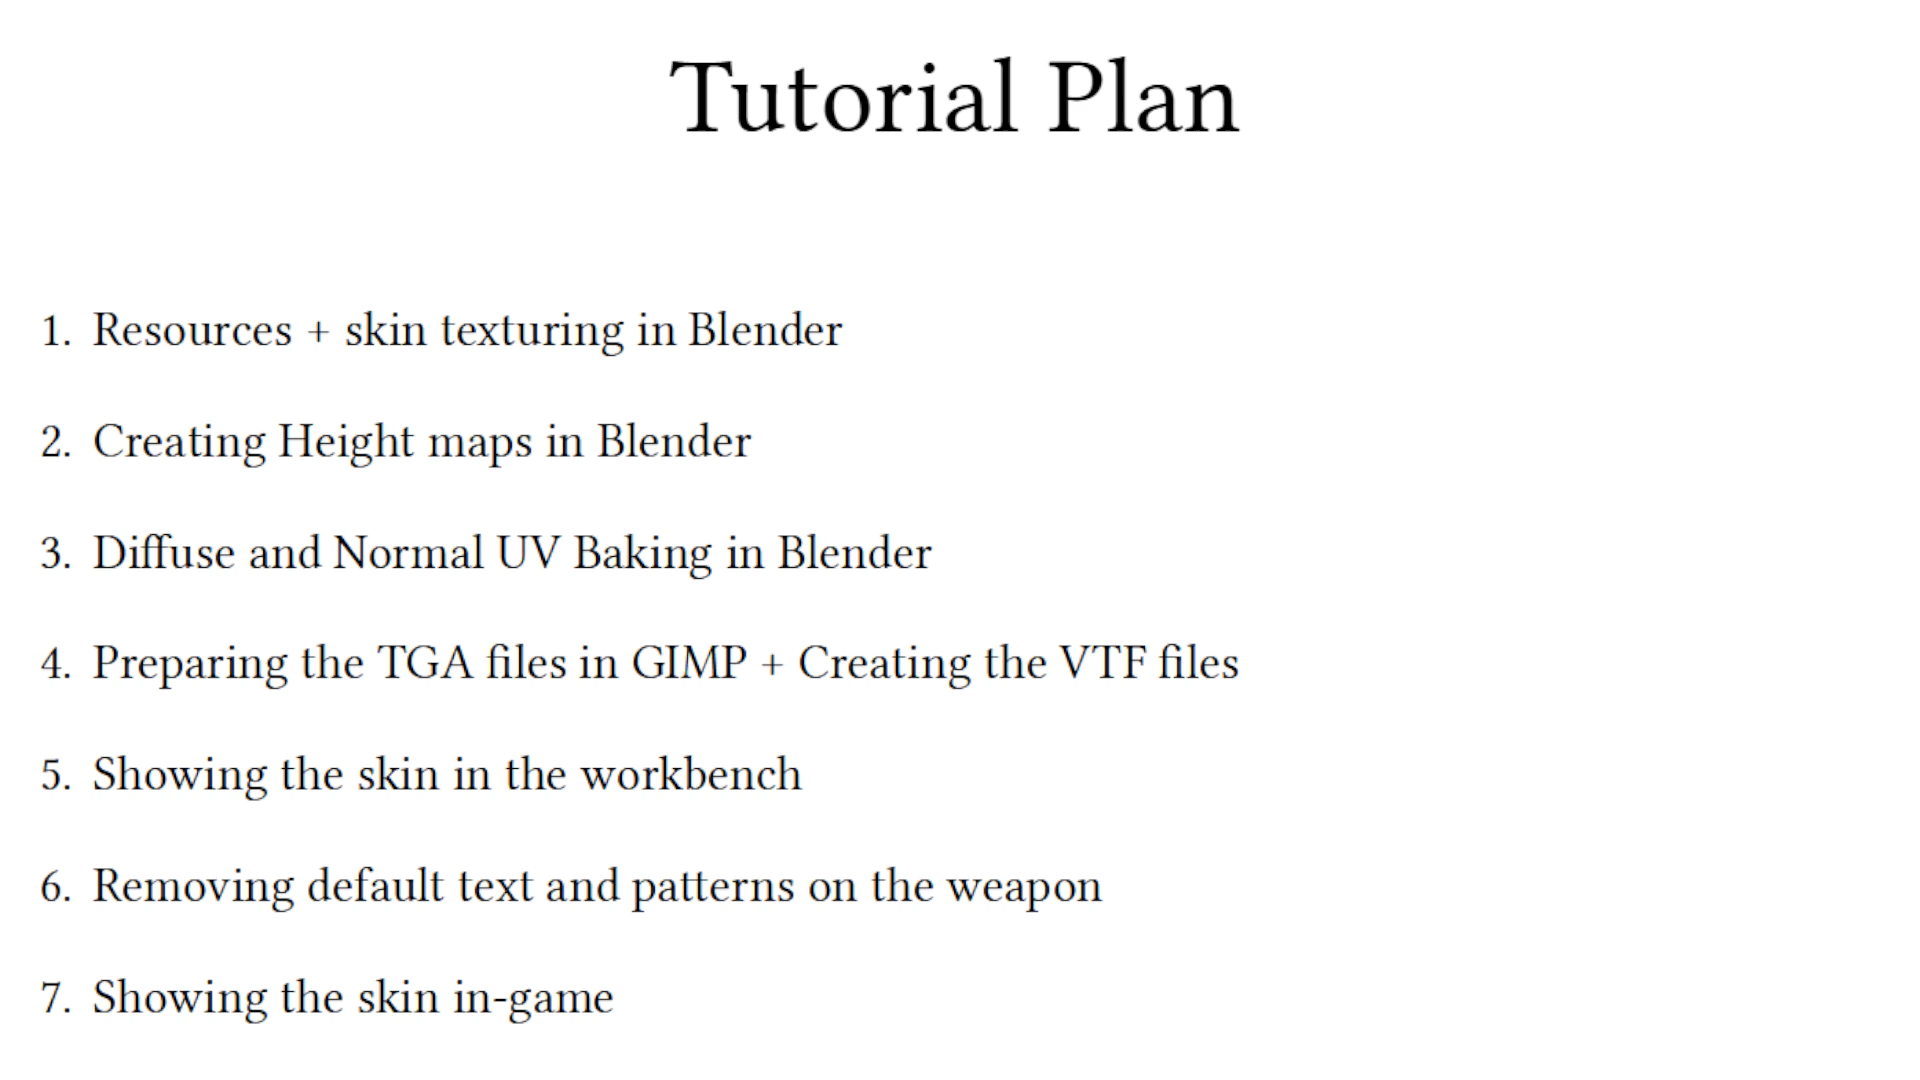 Tutorial Plan
1. Resources + skin texturing in Blender
2. Creating Height maps in Blender
3. Diffuse and Normal UV Baking in Blender
4. Preparing the TGA files in GIMP + Creating the VTF files
5. Showing the skin in the workbench
6. Removing default text and patterns on the weapon
7. Showing the skin in-game